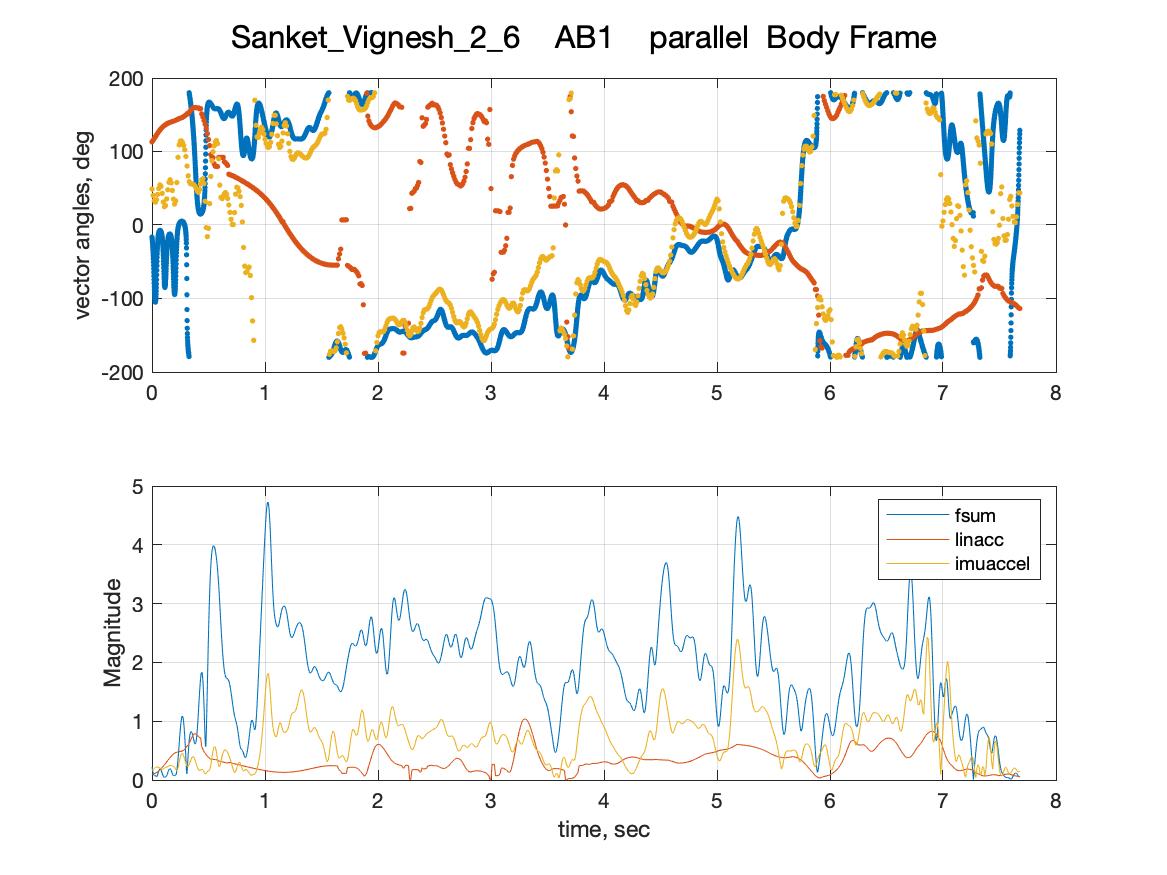 Sanket_Vignesh_2_6 AB1 parallel Body Frame
200
100
0
-100
-200
vector angles, deg
0 1 2 3 4 5 6 7 8
5
4
3
2
1
0
Magnitude
fsum
linacc
imuaccel
0 1 2 3 4 5 6 7 8
time, sec